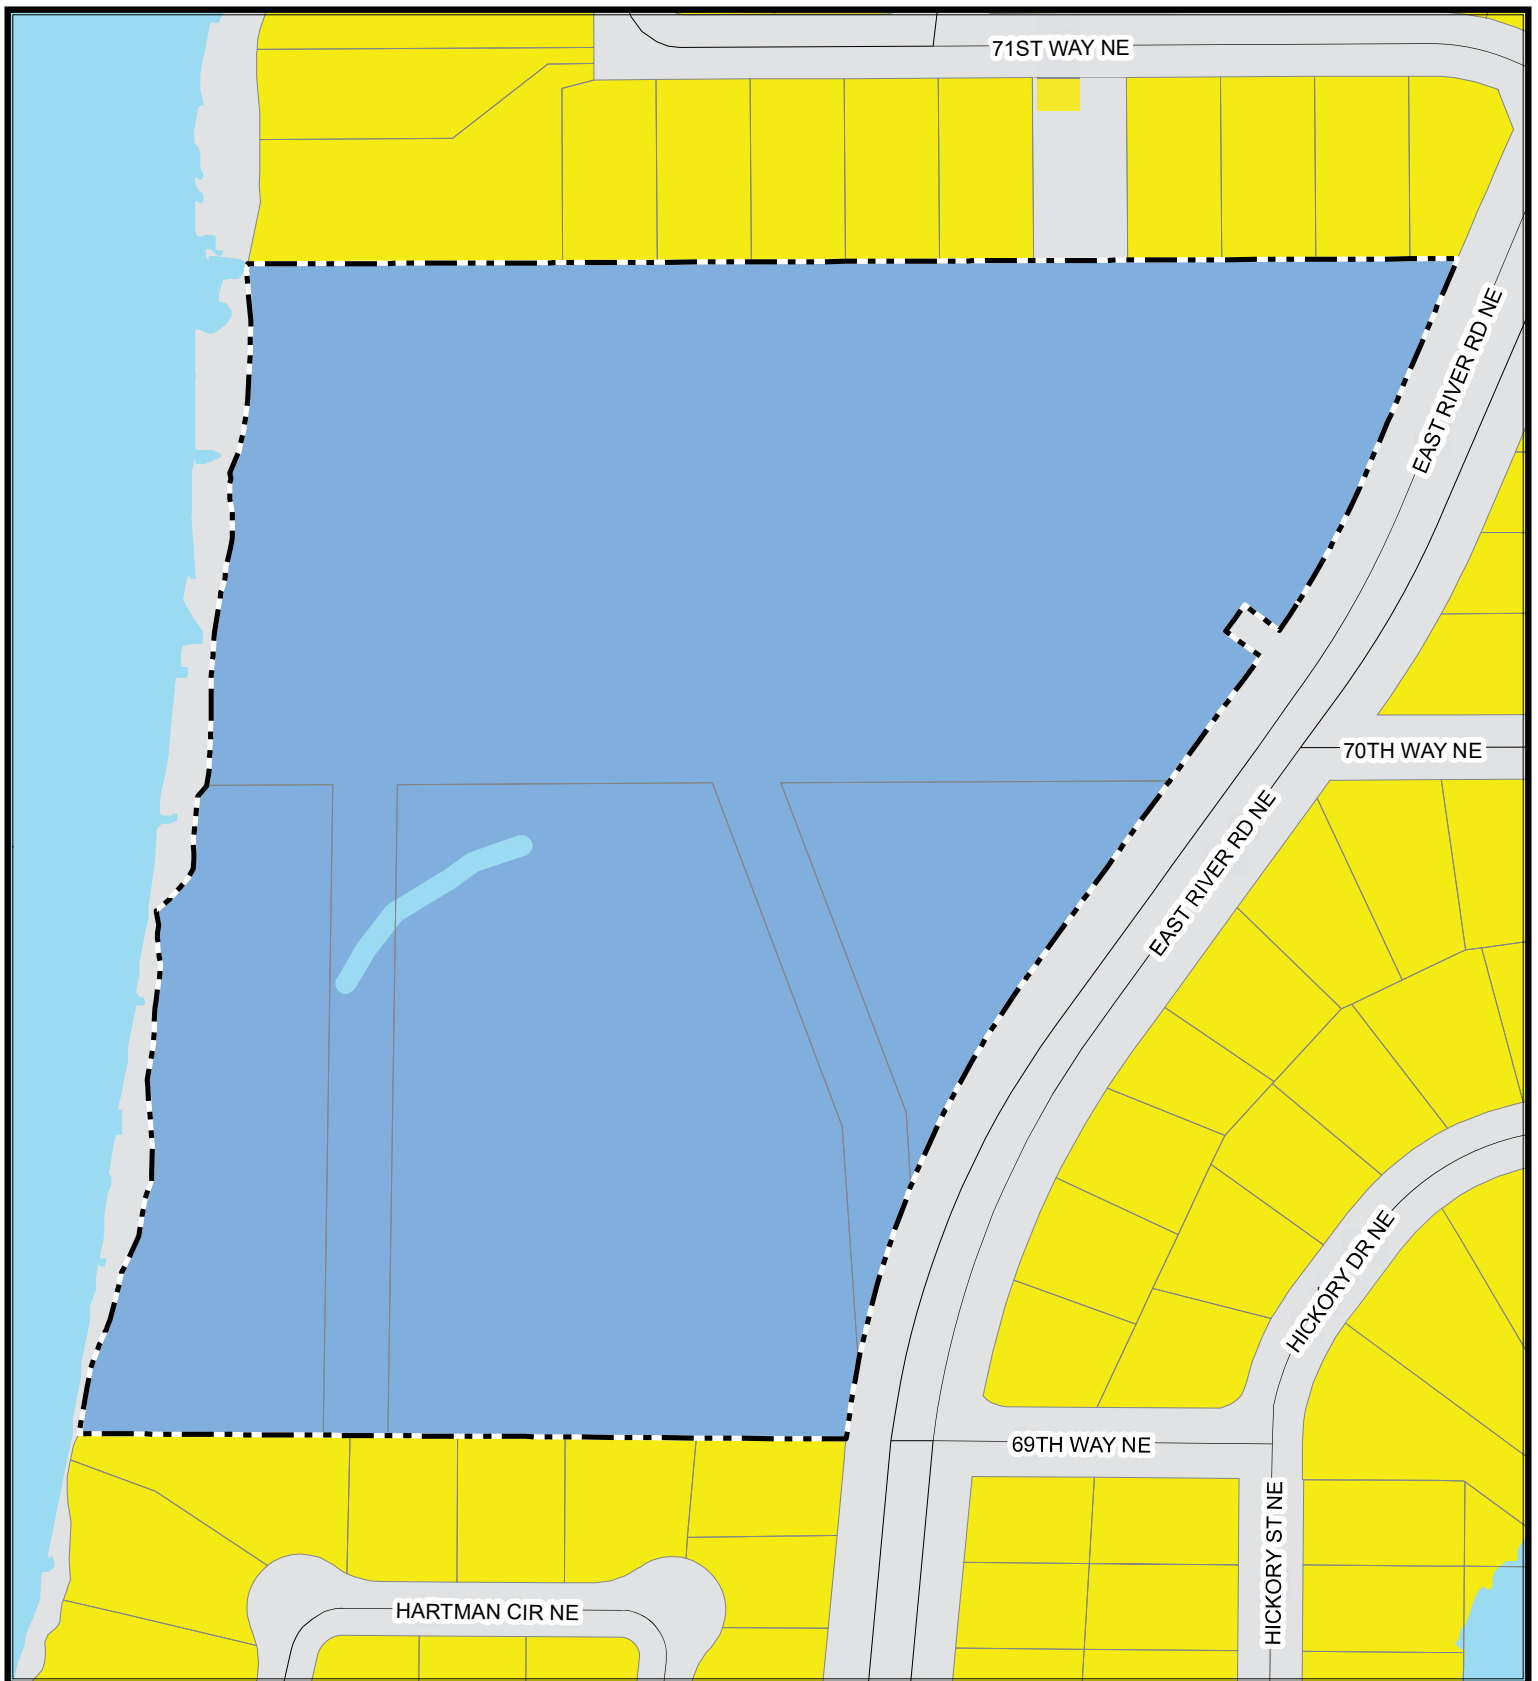 71ST WAY NE
EAST RIVER RD NE
70TH WAY NE
EAST RIVER RD NE
HICKORY DR NE
69TH WAY NE
HICKORY ST NE
HARTMAN CIR NE